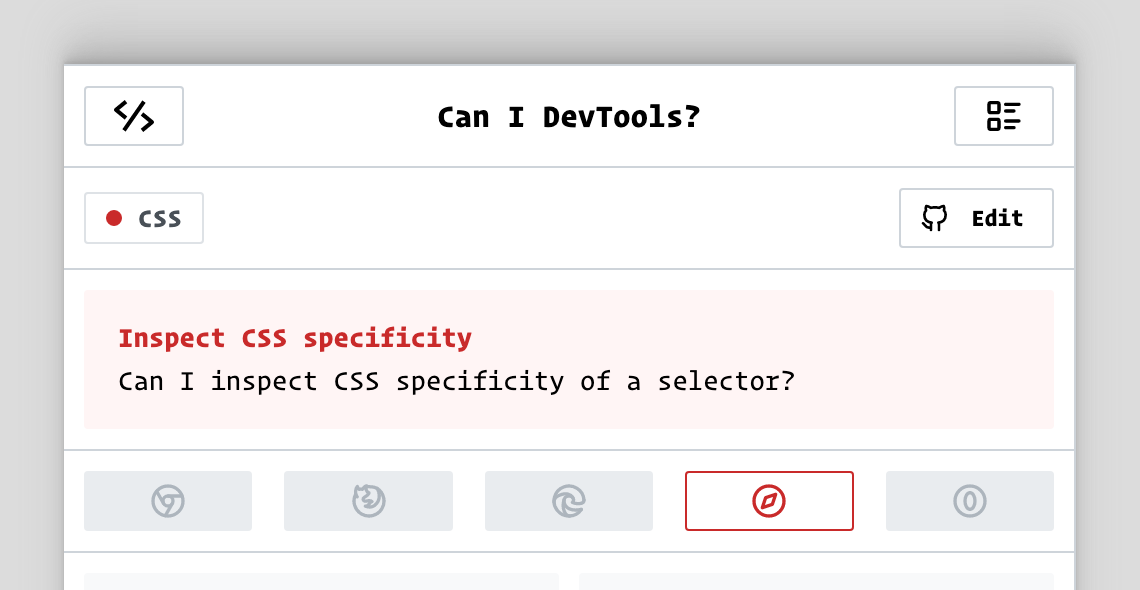 Can I DevTools?
CSS
Edit
Inspect CSS specificity
Can I inspect CSS specificity of a selector?